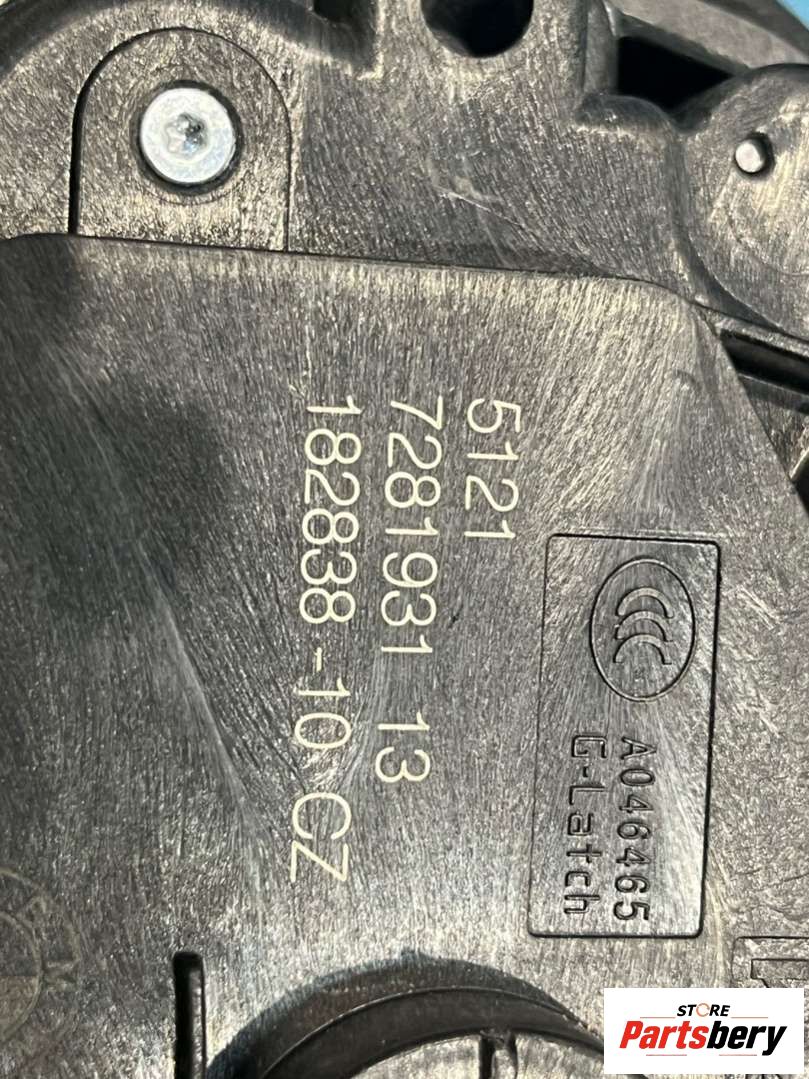 5121
7281931 13
182838-10 CZ
A046465
G-Latch
STORE
Partsbery